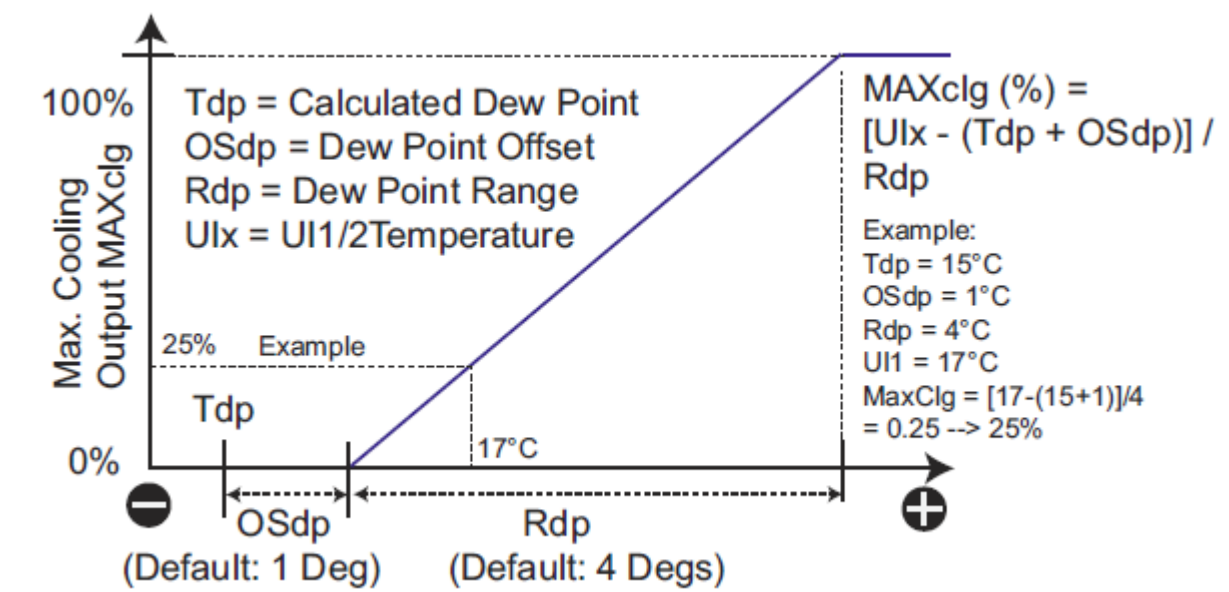 100%
Tdp = Calculated Dew Point
OSdp = Dew Point Offset
Rdp = Dew Point Range
UIx = UI1/2Temperature
MAXclg (%) =
[UIx - (Tdp + OSdp)] /
Rdp
Example:
Tdp = 15°C
OSdp = 1°C
Rdp = 4°C
UI1 = 17°C
MaxClg = [17-(15+1)]/4
= 0.25 --> 25%
Max. Cooling
Output MAXclg
25% Example
Tdp
17°C
0%
OSdp
(Default: 1 Deg)
Rdp
(Default: 4 Degs)